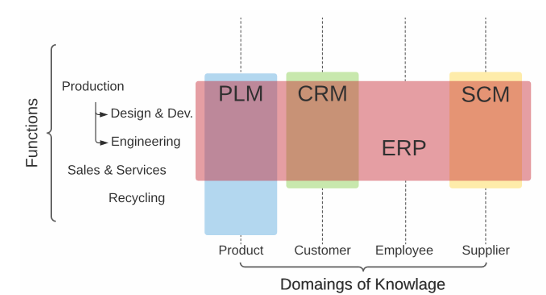 PLM
CRM
SCM
ERP
Functions
Production
Design & Dev.
Engineering
Sales & Services
Recycling
Product
Customer
Employee
Supplier
Domaings of Knowlage